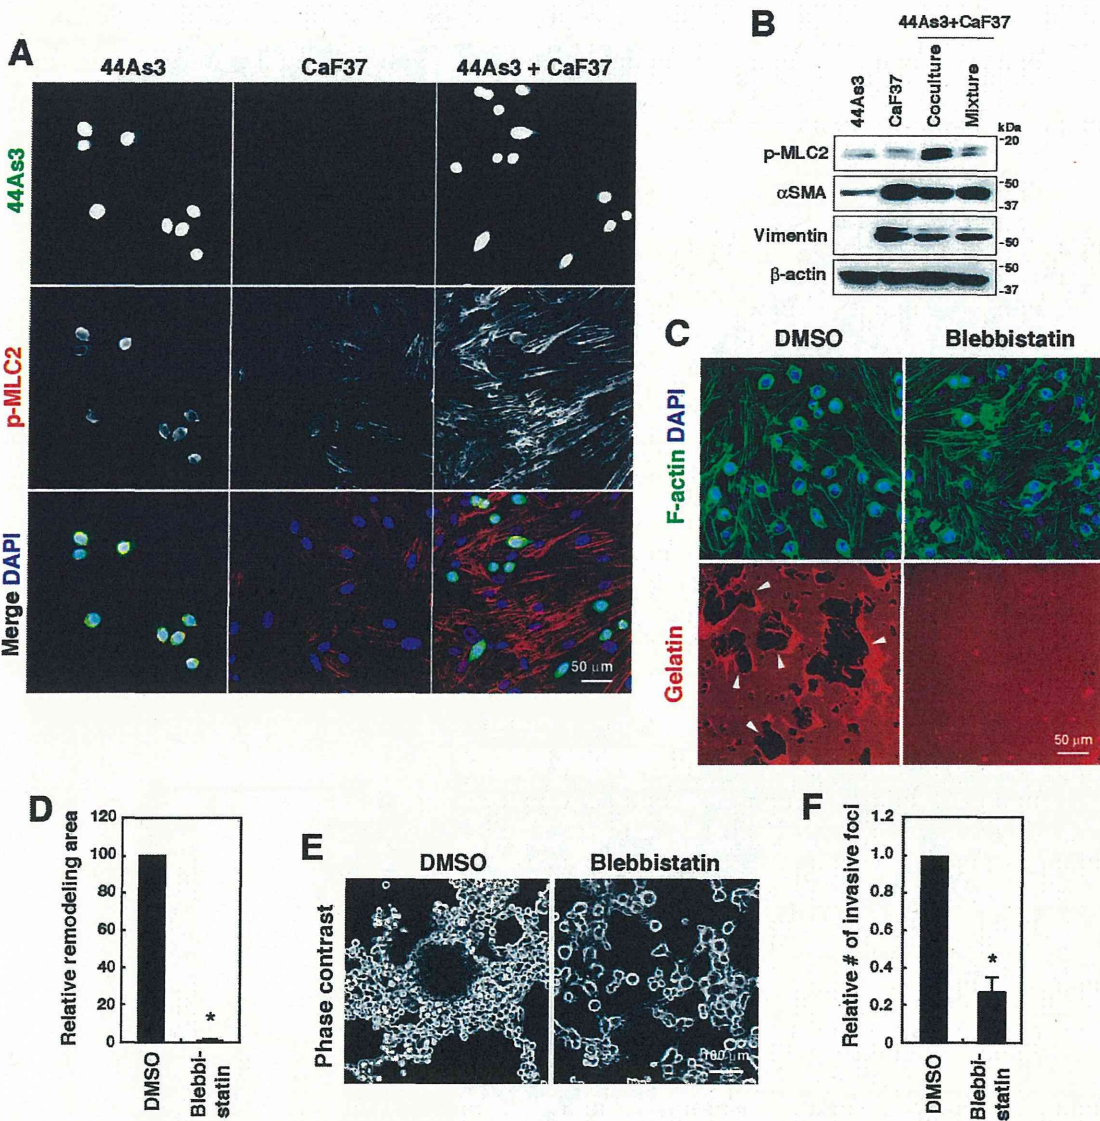 A
44As3
CaF37
44As3 + CaF37
44As3
p-MLC2
Merge DAPI
50 μm
B
44As3+CaF37
44As3
CaF37
Coculture
Mixture
kDa
p-MLC2
-20
αSMA
-50
-37
Vimentin
-50
β-actin
-50
-37
C
DMSO
Blebbistatin
F-actin DAPI
Gelatin
50 μm
D
Relative remodeling area
120
100
80
60
40
20
0
*
DMSO
Blebbi-
statin
E
DMSO
Blebbistatin
Phase contrast
100 μm
F
Relative # of invasive foci
1.2
1.0
0.8
0.6
0.4
0.2
0
*
DMSO
Blebbi-
statin